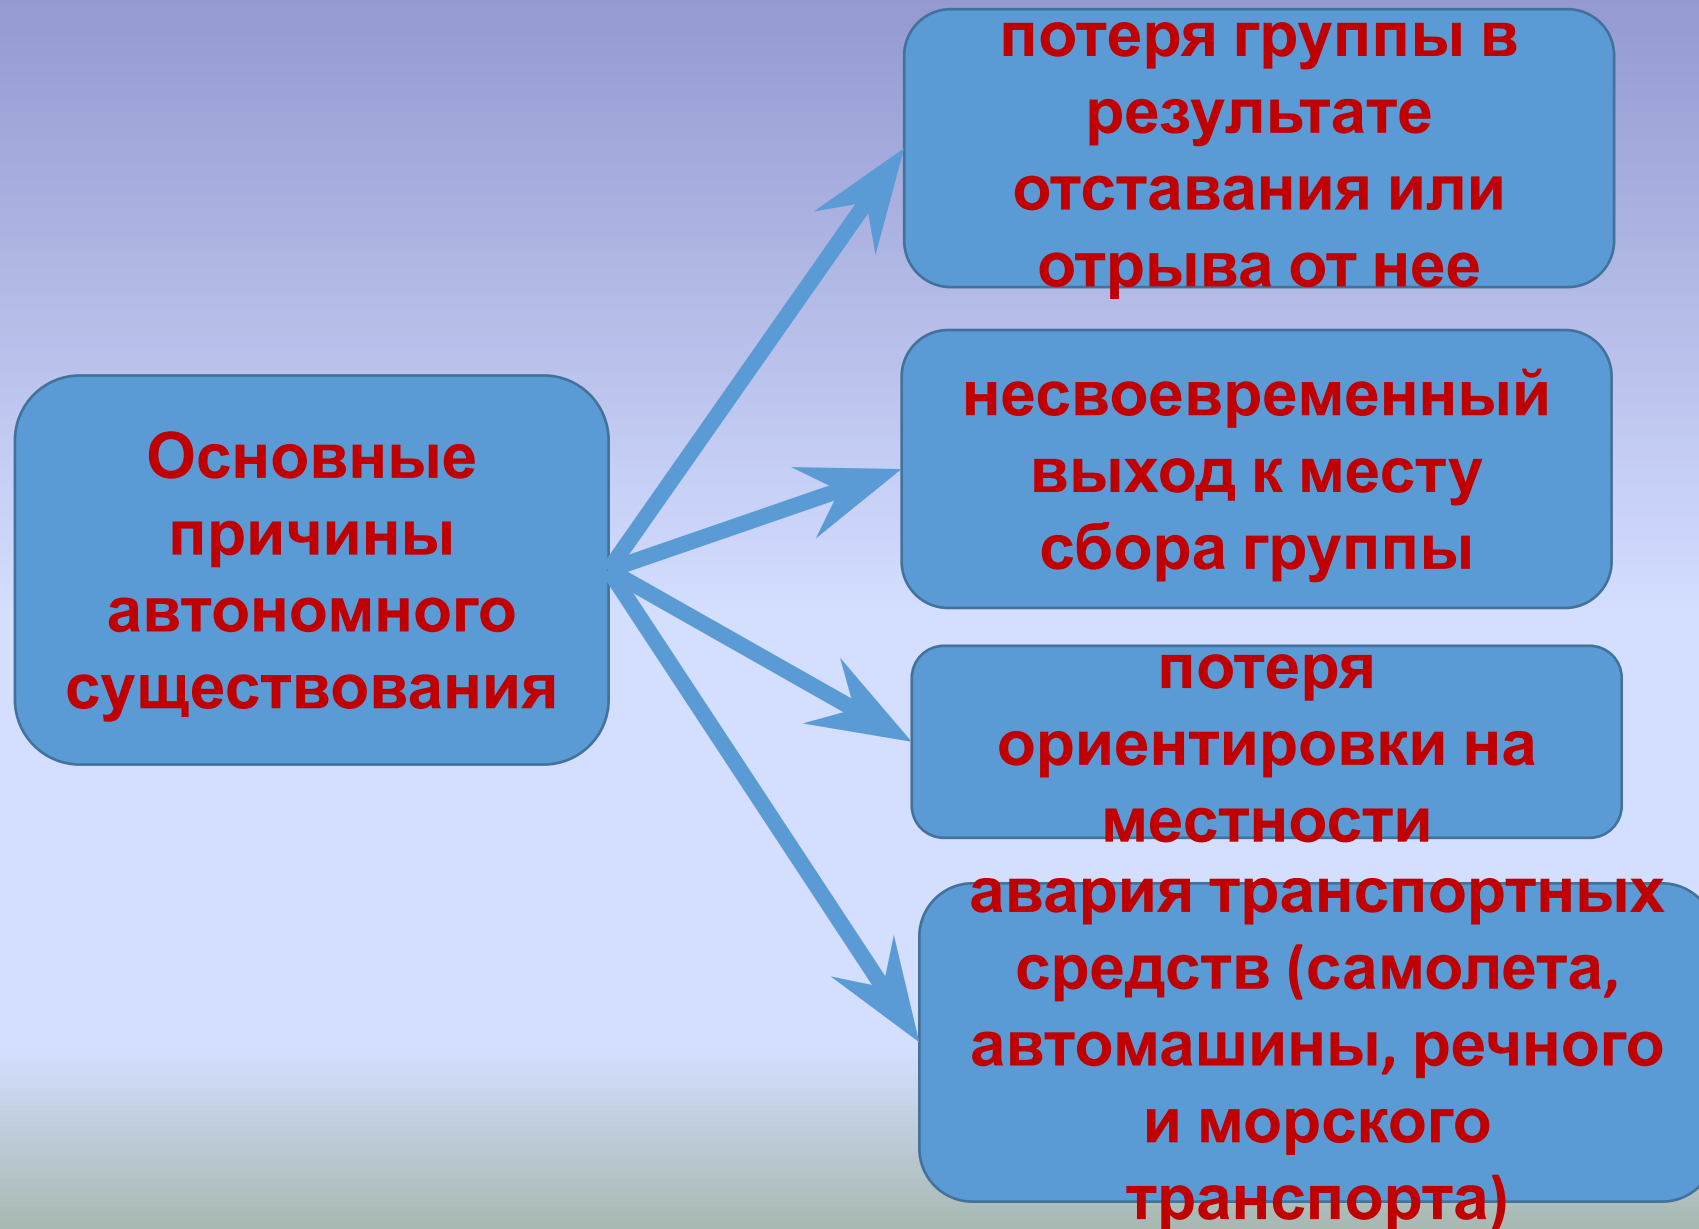 Основные
причины
автономного
существования
потеря группы в
результате
отставания или
отрыва от нее
несвоевременный
выход к месту
сбора группы
потеря
ориентировки на
местности
авария транспортных
средств (самолета,
автомашины, речного
и морского
транспорта)